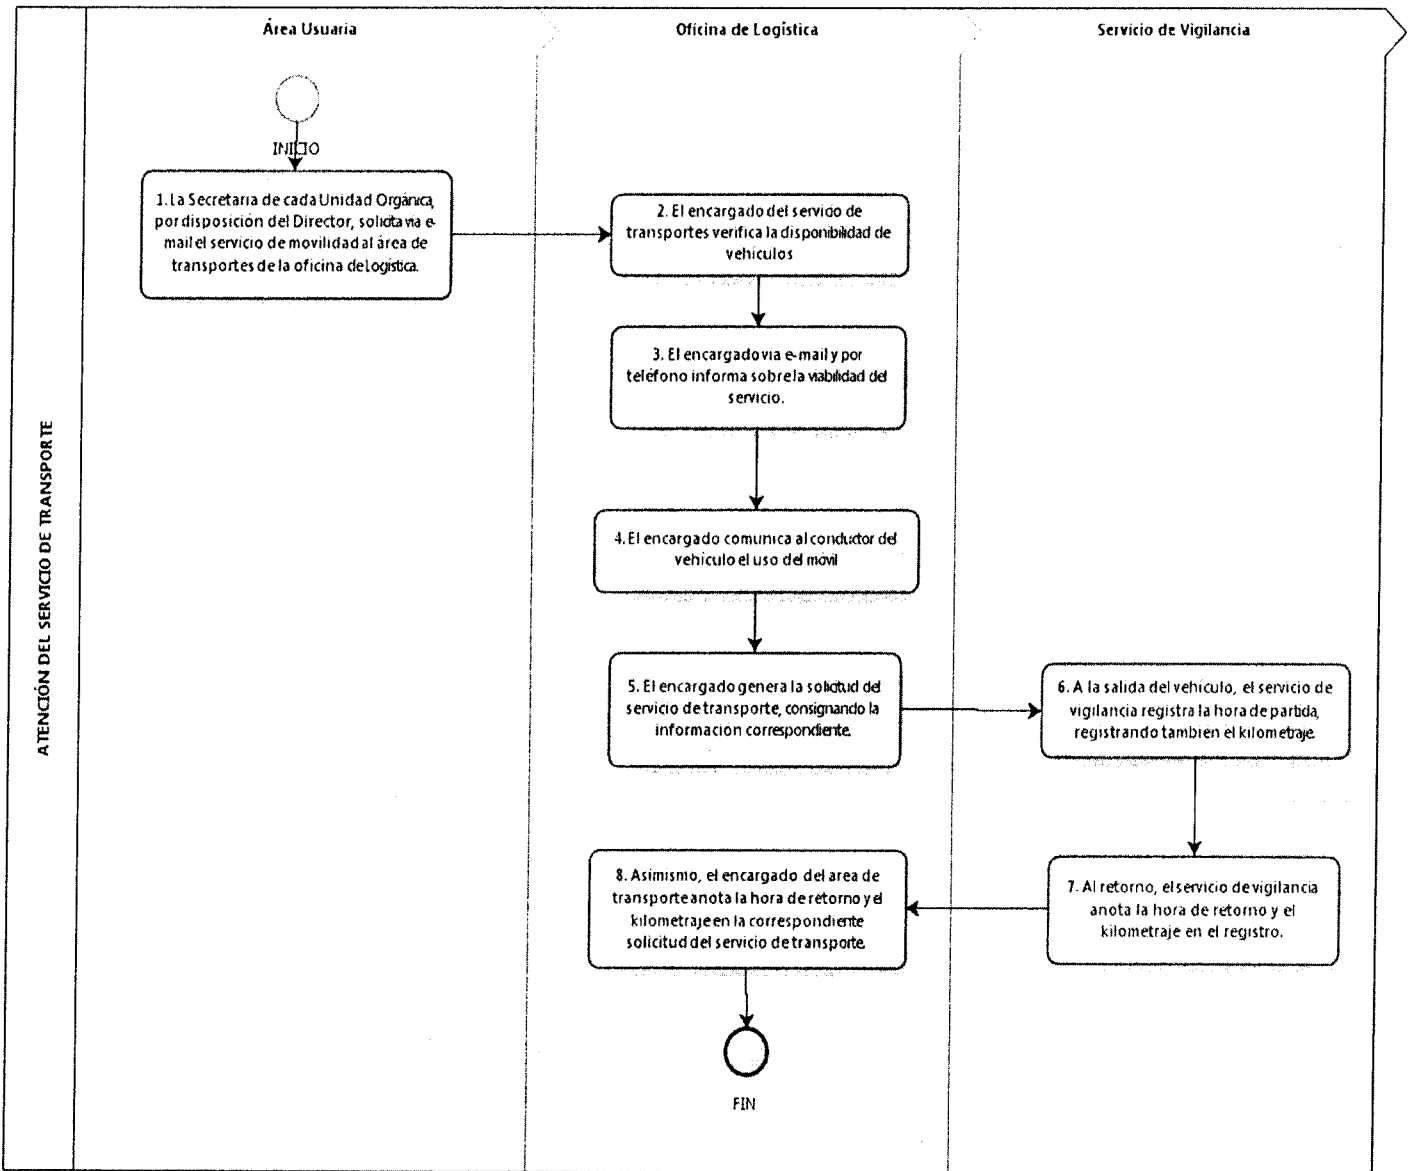 Área Usuaria
Oficina de Logística
Servicio de Vigilancia
ATENCIÓN DEL SERVICIO DE TRANSPORTE
INICIO
1. La Secretaria de cada Unidad Orgánica,
por disposición del Director, solicita via e-
mail el servicio de movilidad al área de
transportes de la oficina de logística.
2. El encargado del servicio de
transportes verifica la disponibilidad de
vehículos
3. El encargado via e-mail y por
teléfono informa sobre la viabilidad del
servicio.
4. El encargado comunica al conductor del
vehículo el uso del móvil
5. El encargado genera la solicitud del
servicio de transporte, consignando la
información correspondiente.
6. A la salida del vehículo, el servicio de
vigilancia registra la hora de partida,
registrando también el kilometraje.
7. Al retorno, el servicio de vigilancia
anota la hora de retorno y el
kilometraje en el registro.
8. Asimismo, el encargado del area de
transporte anota la hora de retorno y el
kilometraje en la correspondiente
solicitud del servicio de transporte.
FIN